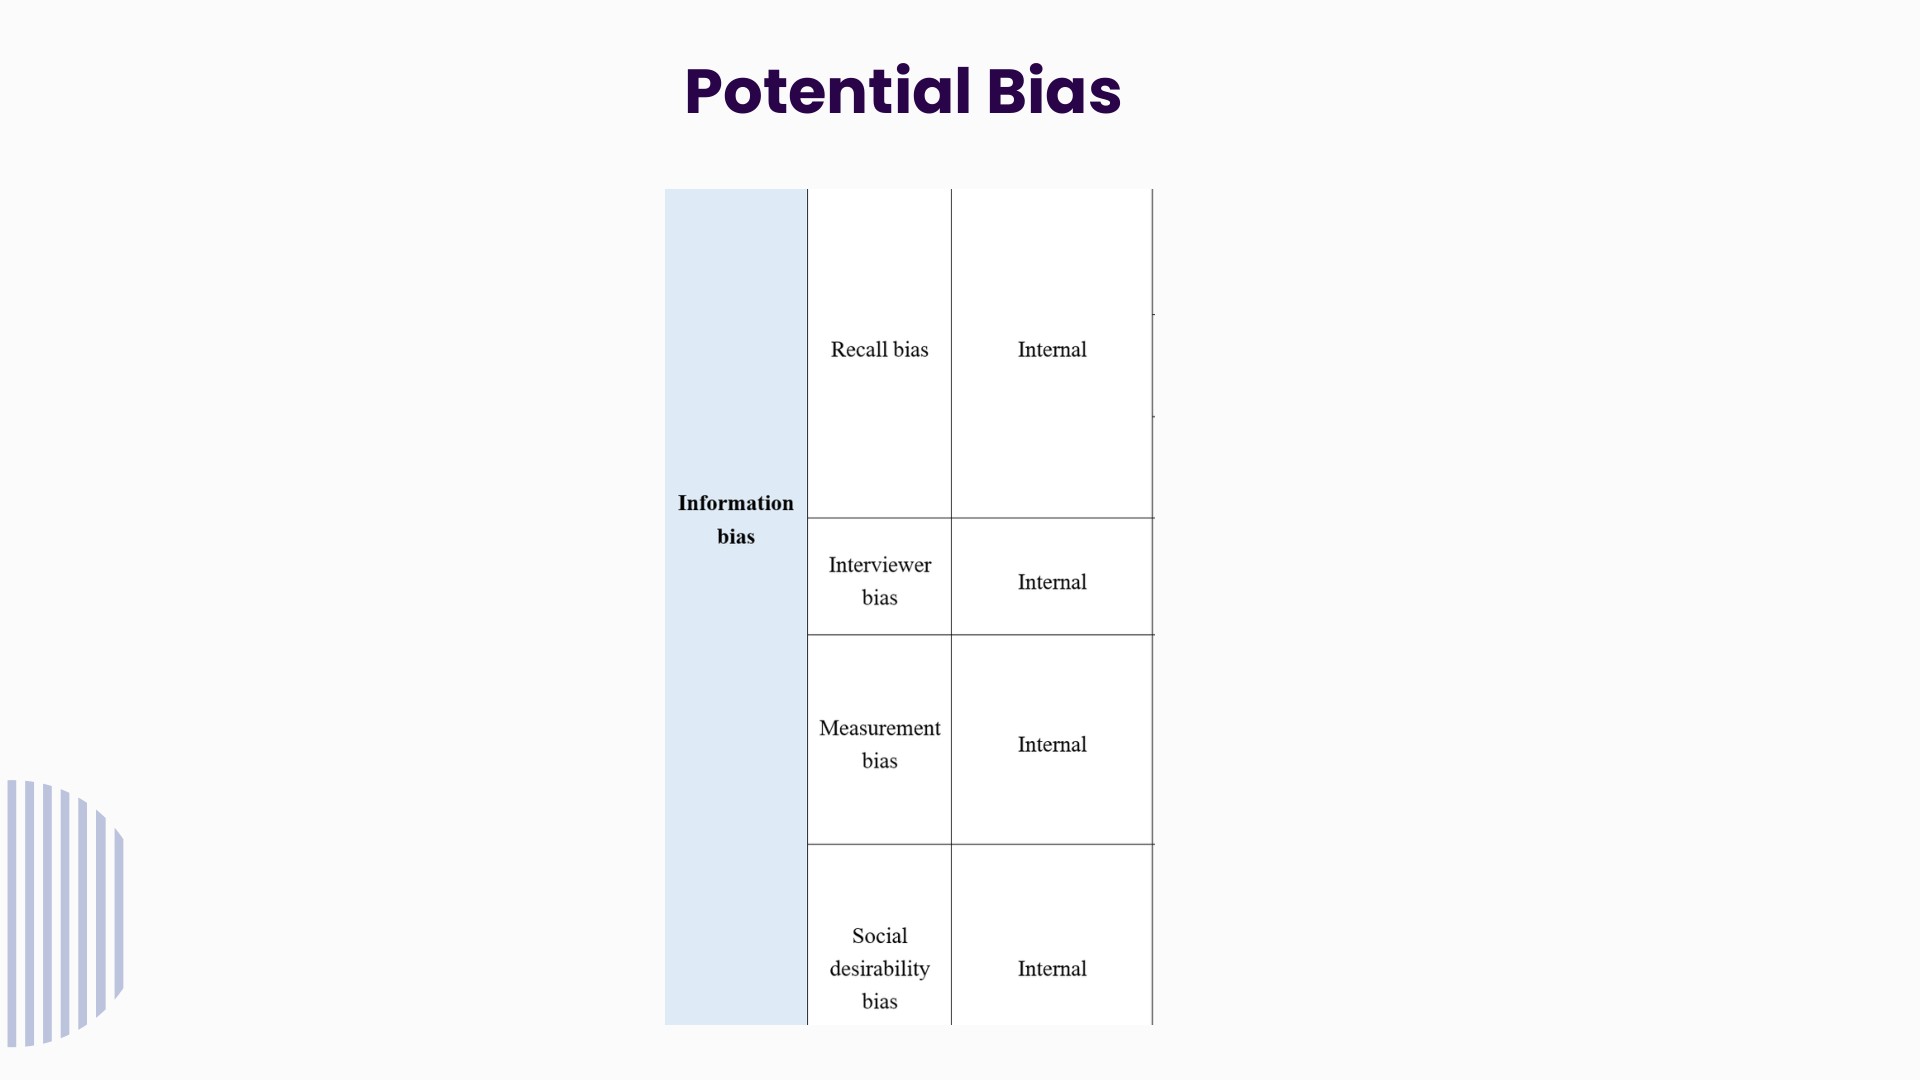 Potential Bias
Recall bias Internal
Information
bias
Interviewer
bias
Internal
Measurement
bias
Internal
Social
desirability
bias
Internal